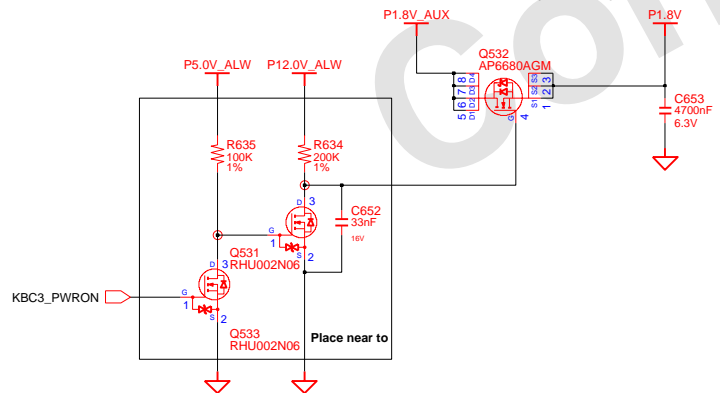 P1.8V_AUX
P1.8V
Q532
AP6680AGM
P5.0V_ALW
P12.0V_ALW
D4 8
D3 7
D2 6
D1 5
S3 3
S2 2
S1 1
G 4
C653
4700nF
6.3V
R635
100K
1%
R634
200K
1%
D 3
C652
33nF
16V
G
1
S 2
Q531
RHU002N06
D 3
KBC3_PWRON
G
1
S 2
Q533
RHU002N06
Place near to